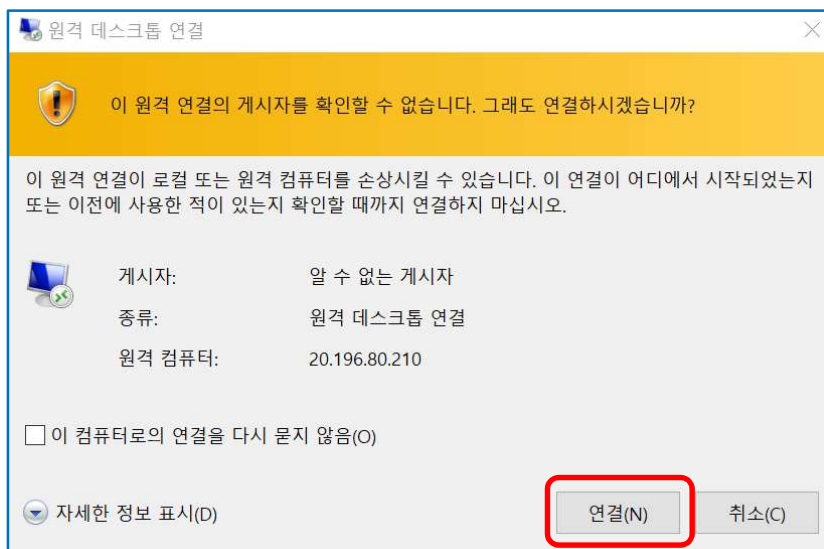 원격 데스크톱 연결
이 원격 연결의 게시자를 확인할 수 없습니다. 그래도 연결하시겠습니까?
이 원격 연결이 로컬 또는 원격 컴퓨터를 손상시킬 수 있습니다. 이 연결이 어디에서 시작되었는지
또는 이전에 사용한 적이 있는지 확인할 때까지 연결하지 마십시오.
게시자: 알 수 없는 게시자
종류: 원격 데스크톱 연결
원격 컴퓨터: 20.196.80.210
이 컴퓨터로의 연결을 다시 묻지 않음(O)
자세한 정보 표시(D) 연결(N) 취소(C)